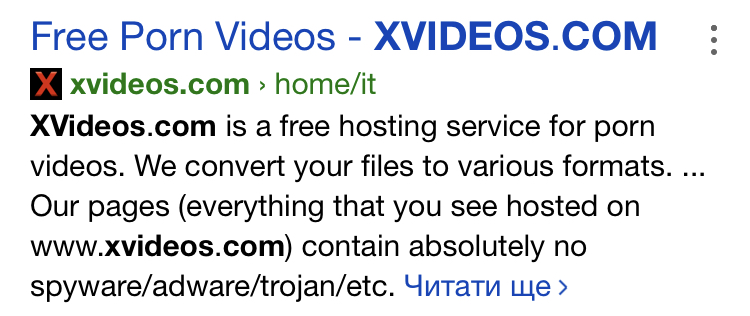 Free Porn Videos - XVIDEOS.COM
X xvideos.com › home/it
XVideos.com is a free hosting service for porn
videos. We convert your files to various formats. ...
Our pages (everything that you see hosted on
www.xvideos.com) contain absolutely no
spyware/adware/trojan/etc. Читати ще ›